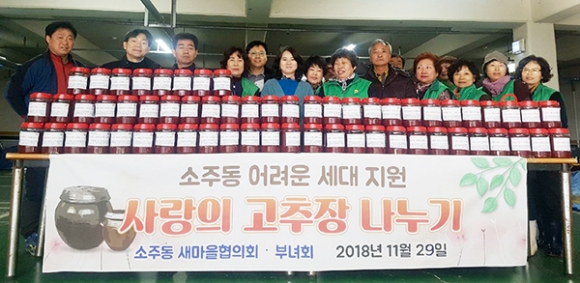 소주동 어려운 세대 지원
사랑의 고추장 나누기
소주동 새마을협의회 · 부녀회 2018년 11월 29일